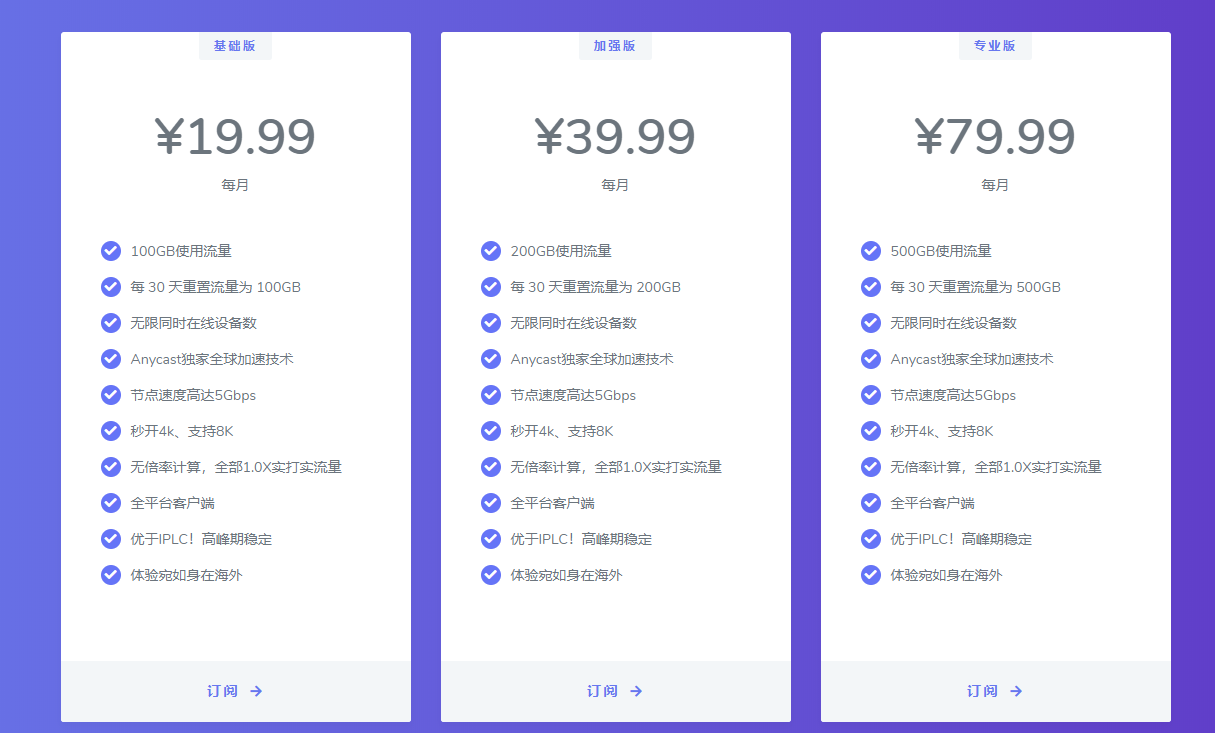 基础版
¥19.99
每月
100GB使用流量
每 30 天重置流量为 100GB
无限同时在线设备数
Anycast独家全球加速技术
节点速度高达5Gbps
秒开4k、支持8K
无倍率计算，全部1.0X实打实流量
全平台客户端
优于IPLC！高峰期稳定
体验宛如身在海外
订阅 →
加强版
¥39.99
每月
200GB使用流量
每 30 天重置流量为 200GB
无限同时在线设备数
Anycast独家全球加速技术
节点速度高达5Gbps
秒开4k、支持8K
无倍率计算，全部1.0X实打实流量
全平台客户端
优于IPLC！高峰期稳定
体验宛如身在海外
订阅 →
专业版
¥79.99
每月
500GB使用流量
每 30 天重置流量为 500GB
无限同时在线设备数
Anycast独家全球加速技术
节点速度高达5Gbps
秒开4k、支持8K
无倍率计算，全部1.0X实打实流量
全平台客户端
优于IPLC！高峰期稳定
体验宛如身在海外
订阅 →